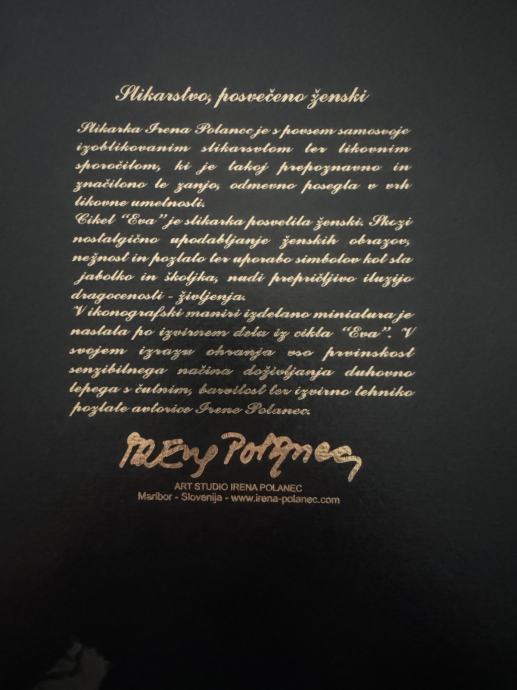 Slikarstvo, posvečeno ženski
Slikarka Irena Polanec je s povsem samosvoje
izoblikovanim slikarstvom ter likovnim
sporočilom, ki je takoj prepoznavno in
značilno le zanjo, odmevno posegla v vrh
likovne umetnosti.
Cikel “Eva” je slikarka posvetila ženski. Skozi
nostalgično upodabljanje ženskih obrazov,
nežnost in pozlato ter uporabo simbolov kot sta
jabolko in školjka, nudi prepričljivo iluzijo
dragocenosti - življenja.
V ikonografski maniri izdelano miniatura je
nastala po izvirnem delu iz cikla “Eva”. V
svojem izrazu ohranja vso prvinskost
senzibilnega načina doživljanja duhovno
lepega s čutnim, barvitost ter izvirno tehniko
pozlate avtorice Irene Polanec.
Irena Polanec
ART STUDIO IRENA POLANEC
Maribor - Slovenija - www.irena-polanec.com